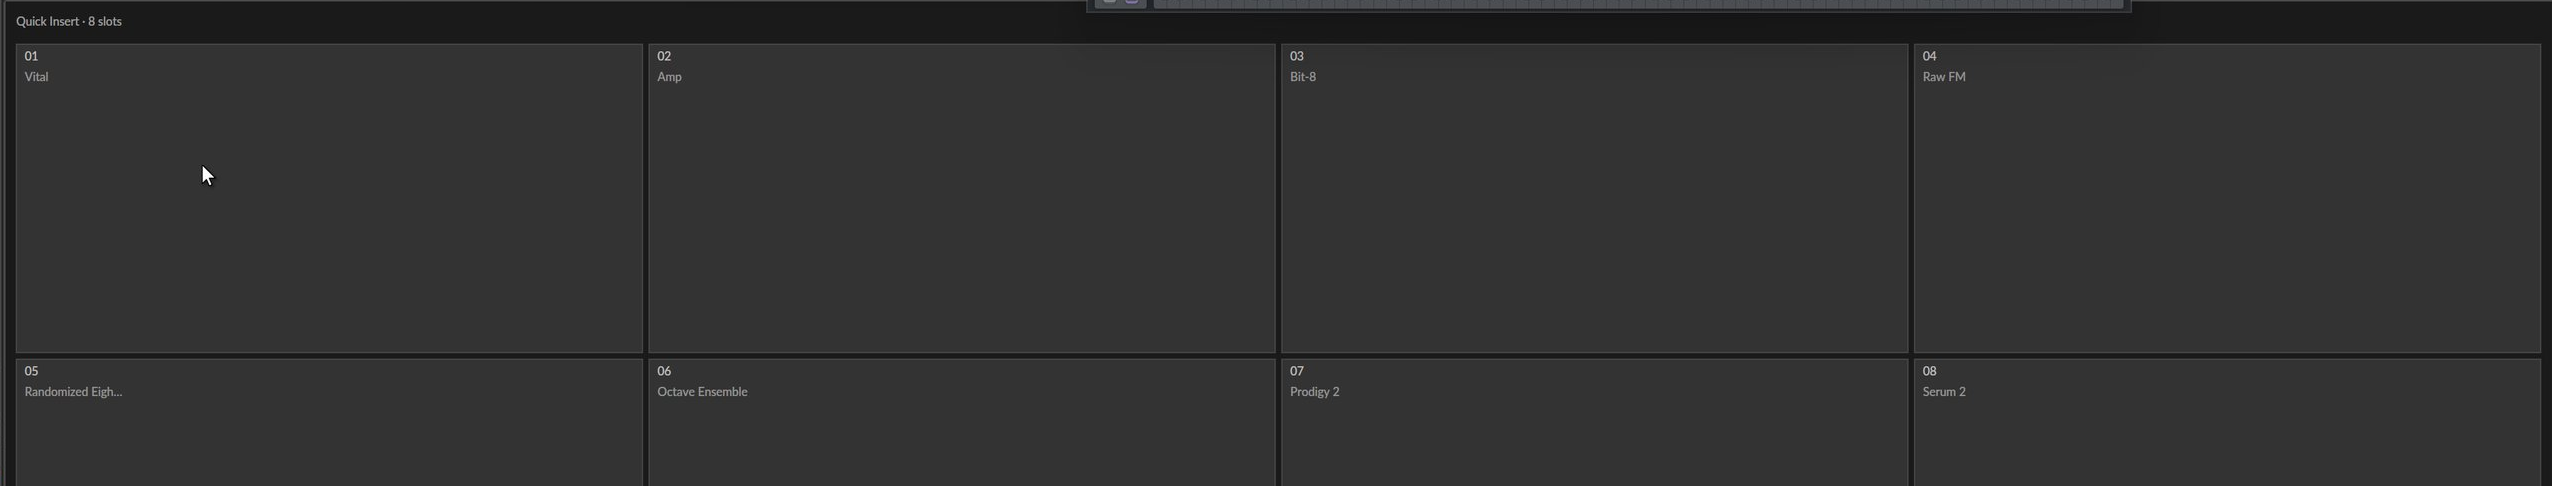 Quick Insert · 8 slots
01
Vital
02
Amp
03
Bit-8
04
Raw FM
05
Randomized Eigh...
06
Octave Ensemble
07
Prodigy 2
08
Serum 2